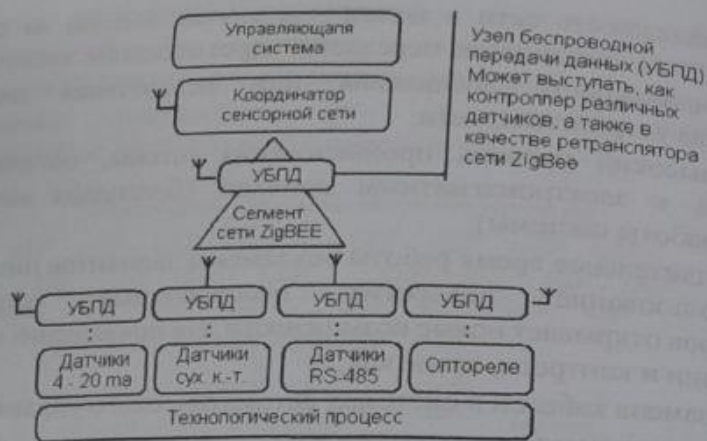 Управляющапя
система
Координатор
сенсорной сети
УБПД
Сегмент
сети ZigBEE
Узел беспроводной
передачи данных (УБПД)
Может выступать, как
контроллер различных
датчиков, а также в
качестве ретранслятора
сети ZigBee
УБПД
УБПД
УБПД
УБПД
Датчики
4 - 20 ma
Датчики
сух. к.-т.
Датчики
RS-485
Оптореле
Технологический процесс